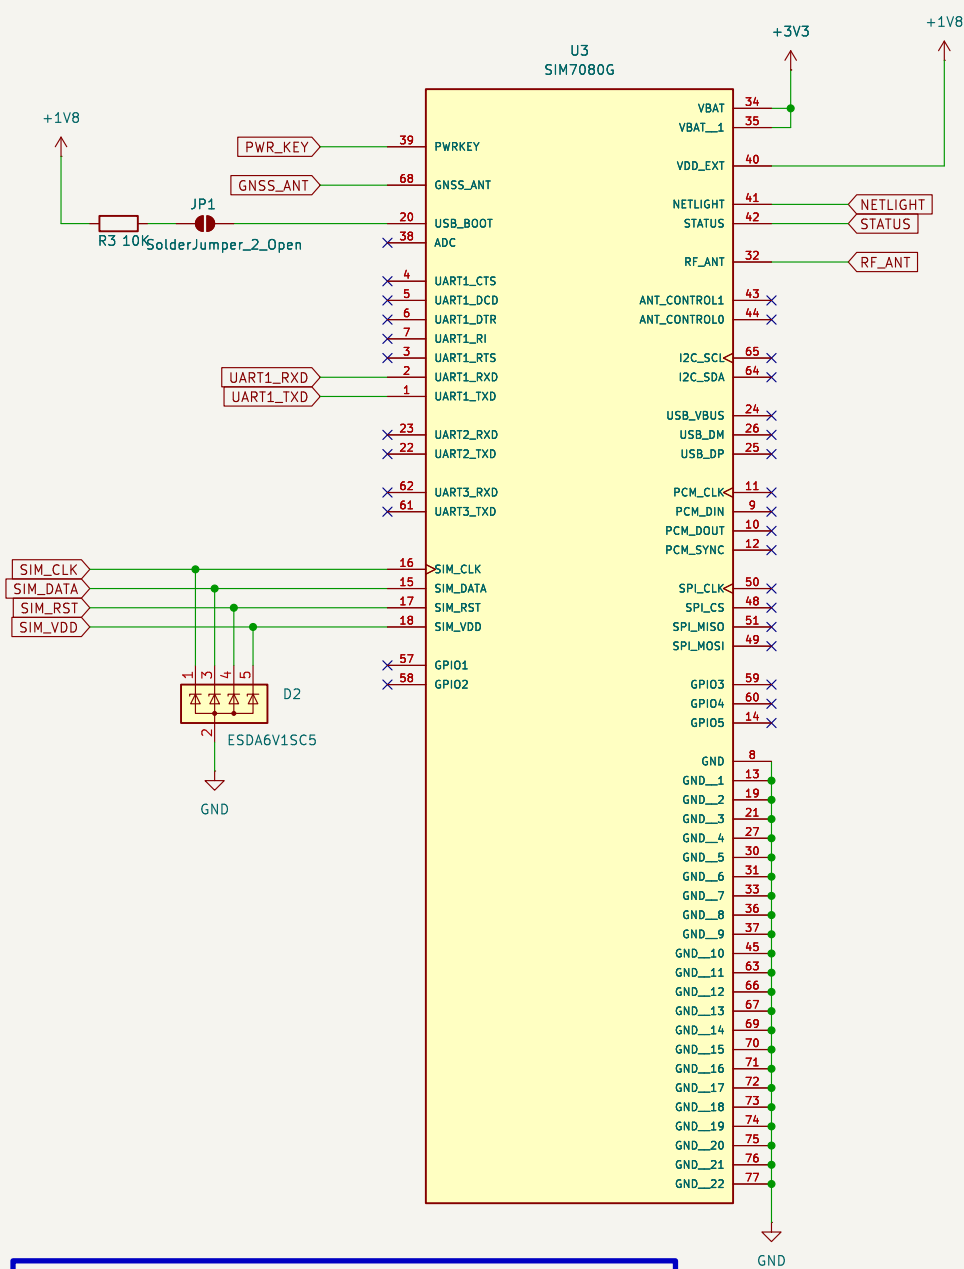 +1V8
+3V3
U3
SIM7080G
+1V8
VBAT 34
VBAT__1 35
PWR_KEY 39 PWRKEY
VDD_EXT 40
GNSS_ANT 68 GNSS_ANT
JP1
NETLIGHT 41 NETLIGHT
R3 10K
SolderJumper_2_Open
20 USB_BOOT
STATUS 42 STATUS
38 ADC
RF_ANT 32 RF_ANT
4 UART1_CTS
5 UART1_DCD
ANT_CONTROL1 43
6 UART1_DTR
ANT_CONTROL0 44
7 UART1_RI
3 UART1_RTS
I2C_SCL 65
UART1_RXD 2 UART1_RXD
I2C_SDA 64
UART1_TXD 1 UART1_TXD
USB_VBUS 24
23 UART2_RXD
USB_DM 26
22 UART2_TXD
USB_DP 25
62 UART3_RXD
PCM_CLK 11
61 UART3_TXD
PCM_DIN 9
PCM_DOUT 10
PCM_SYNC 12
SIM_CLK 16 SIM_CLK
SIM_DATA 15 SIM_DATA
SPI_CLK 50
SIM_RST 17 SIM_RST
SPI_CS 48
SIM_VDD 18 SIM_VDD
SPI_MISO 51
SPI_MOSI 49
57 GPIO1
58 GPIO2
GPIO3 59
GPIO4 60
GPIO5 14
1 3 4 5
D2
2
ESDA6V1SC5
GND
GND 8
GND__1 13
GND__2 19
GND__3 21
GND__4 27
GND__5 30
GND__6 31
GND__7 33
GND__8 36
GND__9 37
GND__10 45
GND__11 63
GND__12 66
GND__13 67
GND__14 69
GND__15 70
GND__16 71
GND__17 72
GND__18 73
GND__19 74
GND__20 75
GND__21 76
GND__22 77
GND